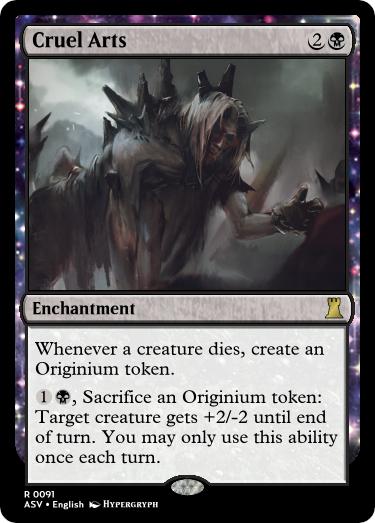 Cruel Arts 2
Enchantment
Whenever a creature dies, create an
Originium token.
1, Sacrifice an Originium token:
Target creature gets +2/-2 until end
of turn. You may only use this ability
once each turn.
R 0091
ASV • English HYPERGRYPH